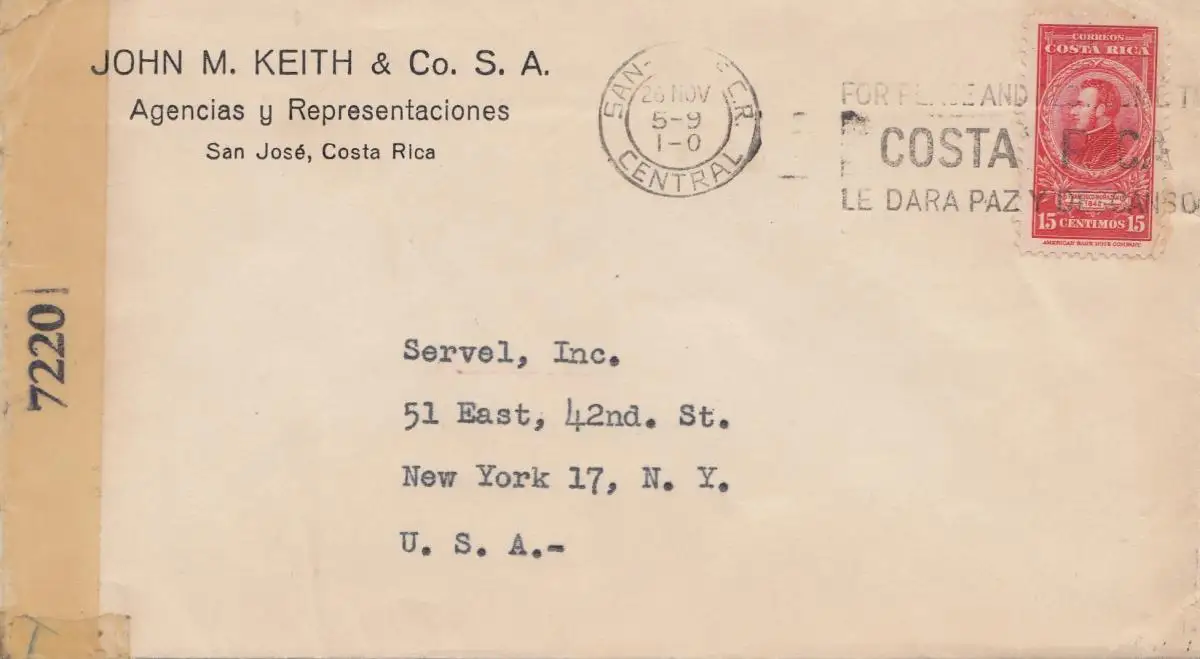 JOHN M. KEITH & Co. S. A.
Agencias y Representaciones
San José, Costa Rica
26 NOV
5-9
1-0
C.R.
CENTRAL
FOR AND
COSTA
LE DARA PAZ Y
CORREOS
COSTA RICA
1842
15 CENTIMOS 15
AMERICAN BANK NOTE COMPANY
7220
Servel, Inc.
51 East, 42nd. St.
New York 17, N. Y.
U. S. A.-